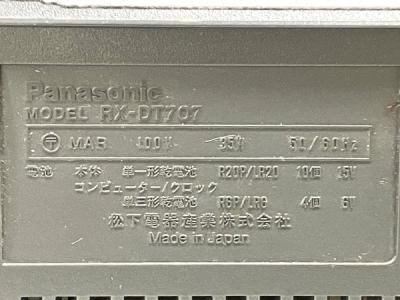 Panasonic
MODEL RX-DT707
〒 MAR. 100V 35W 50/60Hz
電池 本体 単一形乾電池 R20P/LR20 10個 15V
コンピューター/クロック
単三形乾電池 R6P/LR6 4個 6V
松下電器産業株式会社
Made in Japan